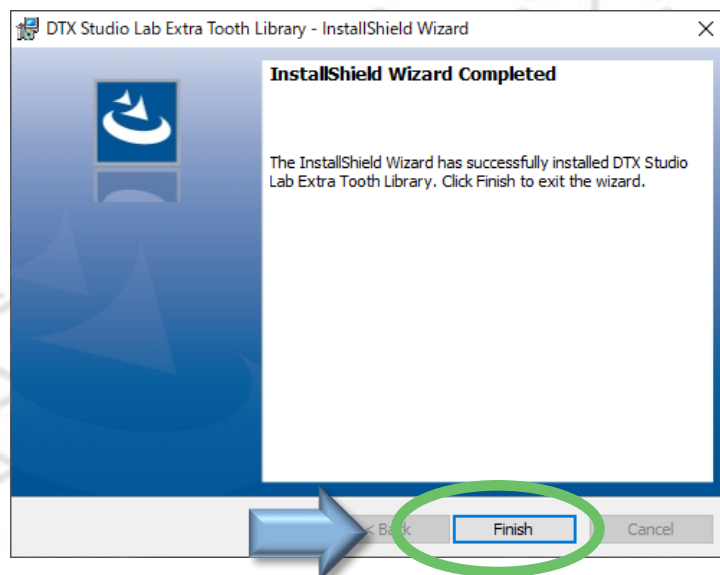 DTX Studio Lab Extra Tooth Library - InstallShield Wizard
InstallShield Wizard Completed
The InstallShield Wizard has successfully installed DTX Studio
Lab Extra Tooth Library. Click Finish to exit the wizard.
< Back Finish Cancel